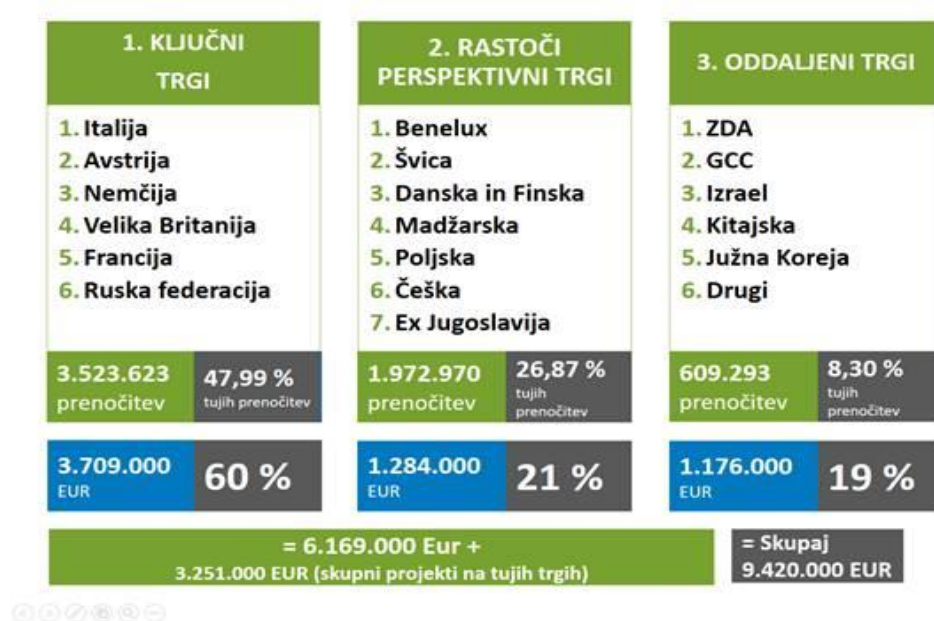 1. KLJUČNI
TRGI
1. Italija
2. Avstrija
3. Nemčija
4. Velika Britanija
5. Francija
6. Ruska federacija
3.523.623
prenočitev
47,99 %
tujih prenočitev
3.709.000
EUR
60 %
2. RASTOČI
PERSPEKTIVNI TRGI
1. Benelux
2. Švica
3. Danska in Finska
4. Madžarska
5. Poljska
6. Češka
7. Ex Jugoslavija
1.972.970
prenočitev
26,87 %
tujih
prenočitev
1.284.000
EUR
21 %
3. ODDALJENI TRGI
1. ZDA
2. GCC
3. Izrael
4. Kitajska
5. Južna Koreja
6. Drugi
609.293
prenočitev
8,30 %
tujih
prenočitev
1.176.000
EUR
19 %
= 6.169.000 Eur +
3.251.000 EUR (skupni projekti na tujih trgih)
= Skupaj
9.420.000 EUR